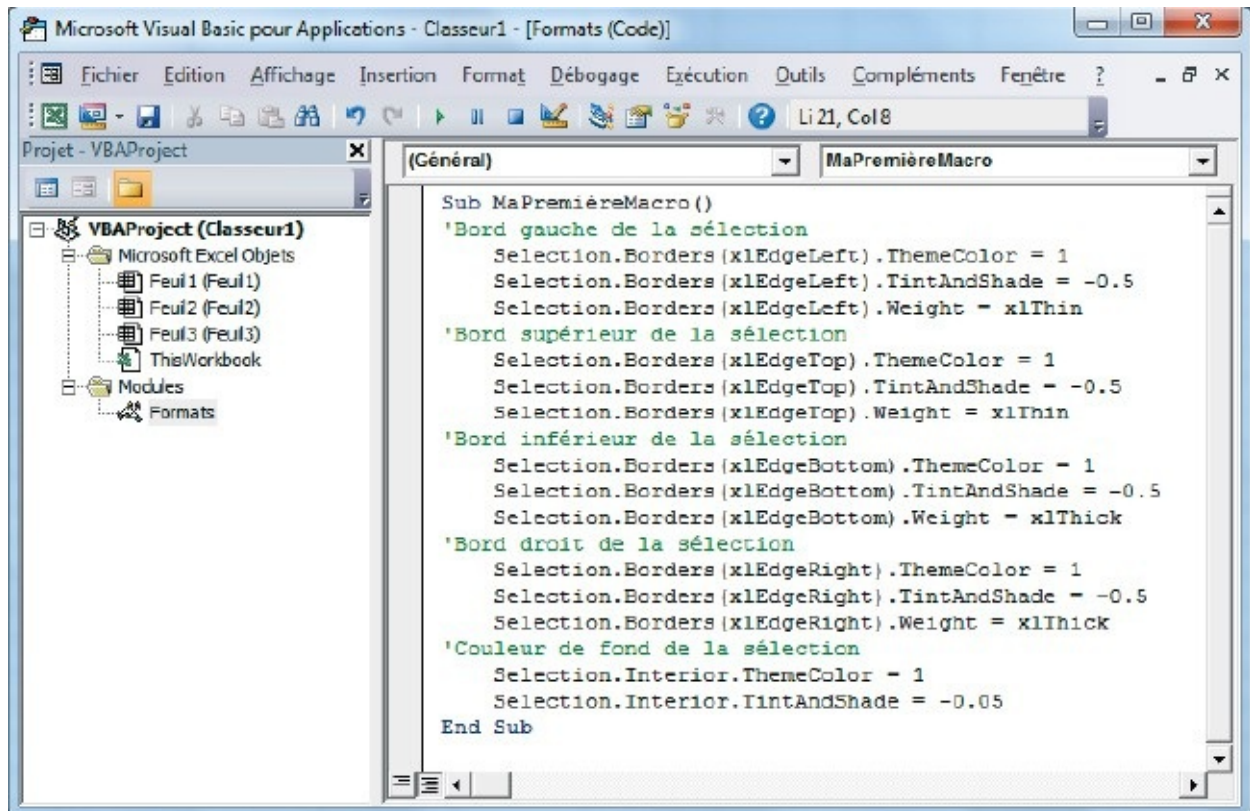 Microsoft Visual Basic pour Applications - Classeur1 - [Formats (Code)]
Fichier Edition Affichage Insertion Format Débogage Exécution Outils Compléments Fenêtre ?
Li 21, Col 8
Projet - VBAProject
(Général)
MaPremièreMacro
VBAProject (Classeur1)
Microsoft Excel Objets
Feuil1 (Feuil1)
Feuil2 (Feuil2)
Feuil3 (Feuil3)
ThisWorkbook
Modules
Formats
Sub MaPremièreMacro()
'Bord gauche de la sélection
Selection.Borders(xlEdgeLeft).ThemeColor = 1
Selection.Borders(xlEdgeLeft).TintAndShade = -0.5
Selection.Borders(xlEdgeLeft).Weight = xlThin
'Bord supérieur de la sélection
Selection.Borders(xlEdgeTop).ThemeColor = 1
Selection.Borders(xlEdgeTop).TintAndShade = -0.5
Selection.Borders(xlEdgeTop).Weight = xlThin
'Bord inférieur de la sélection
Selection.Borders(xlEdgeBottom).ThemeColor = 1
Selection.Borders(xlEdgeBottom).TintAndShade = -0.5
Selection.Borders(xlEdgeBottom).Weight = xlThick
'Bord droit de la sélection
Selection.Borders(xlEdgeRight).ThemeColor = 1
Selection.Borders(xlEdgeRight).TintAndShade = -0.5
Selection.Borders(xlEdgeRight).Weight = xlThick
'Couleur de fond de la sélection
Selection.Interior.ThemeColor = 1
Selection.Interior.TintAndShade = -0.05
End Sub